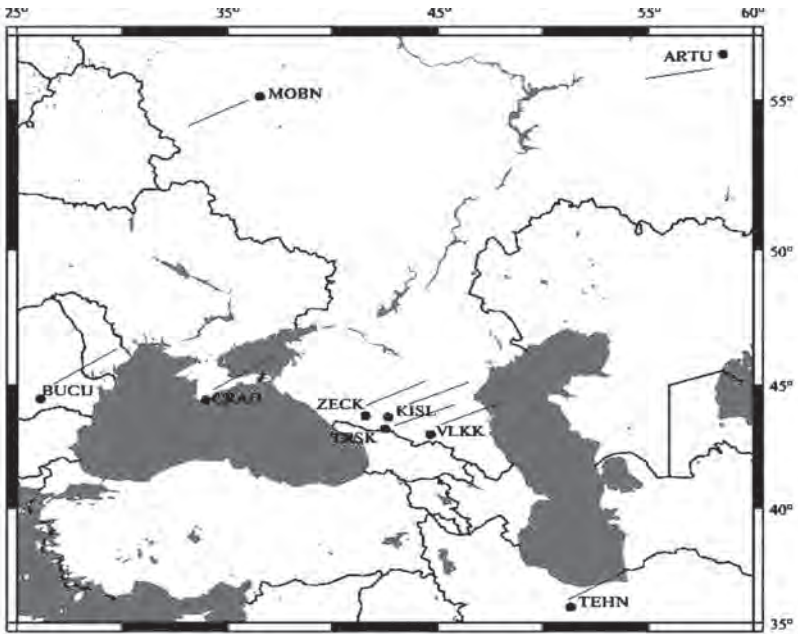 25° 35° 45° 55° 60°
ARTU
MOBN
55°
50°
BUCU
CRAO
45°
ZECK
KISL
TRSK
VLKK
40°
TEHN
35°